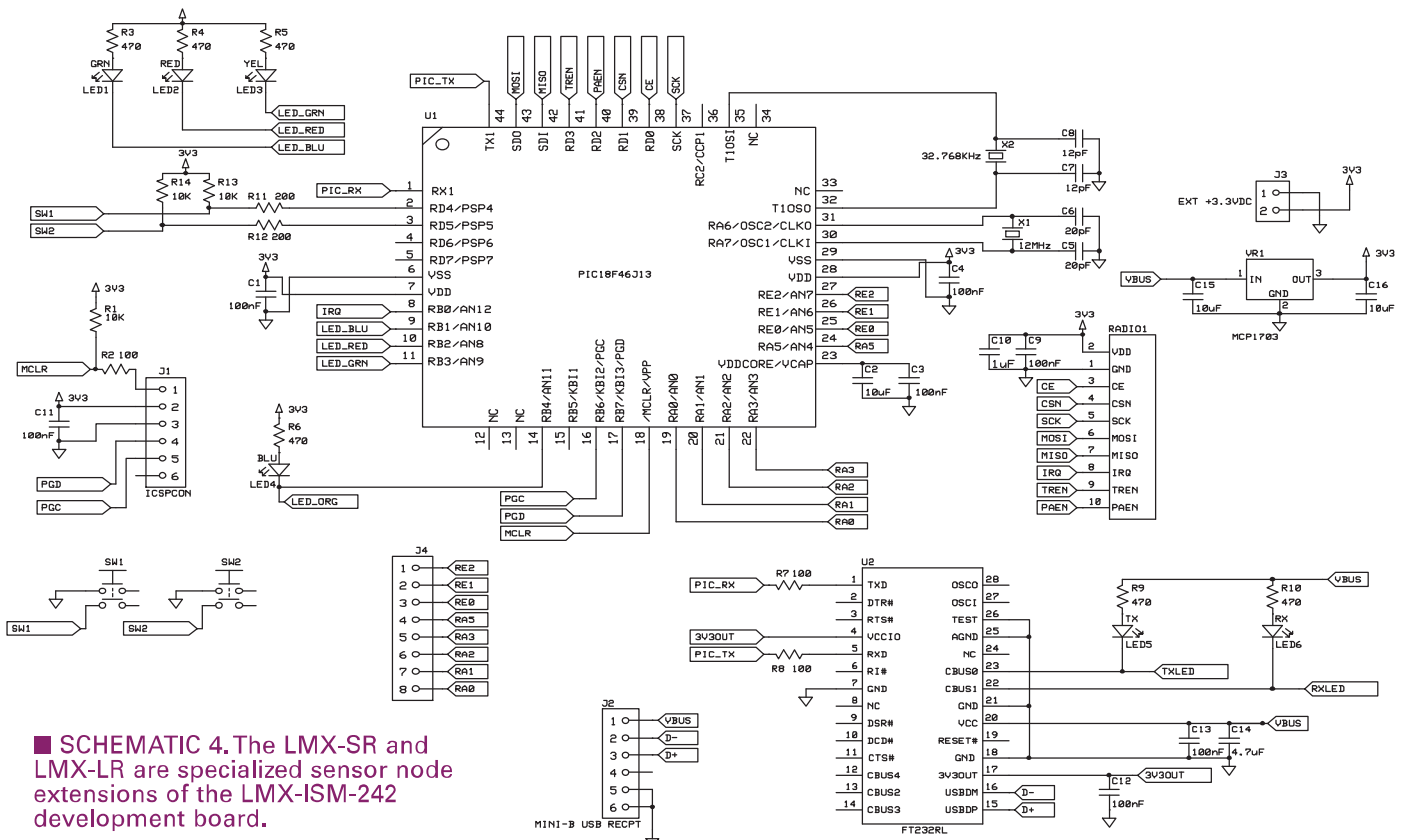 R3
470
R4
470
R5
470
GRN
RED
YEL
LED1
LED2
LED3
LED_GRN
LED_RED
LED_BLU
3V3
R14
10K
R13
10K
R11 200
R12 200
SW1
SW2
PIC_TX
MOSI
MISO
TREN
PAEN
CSN
CE
SCK
U1
44
43
42
41
40
39
38
37
36
35
34
TX1
SDO
SDI
RD3
RD2
RD1
RD0
SCK
RC2/CCP1
T1OSI
NC
PIC_RX
1 RX1
2 RD4/PSP4
3 RD5/PSP5
4 RD6/PSP6
5 RD7/PSP7
6 VSS
7 VDD
8 RB0/AN12
9 RB1/AN10
10 RB2/AN8
11 RB3/AN9
IRQ
LED_BLU
LED_RED
LED_GRN
3V3
C1
100nF
PIC18F46J13
NC 33
T1OSO 32
RA6/OSC2/CLKO 31
RA7/OSC1/CLKI 30
VSS 29
VDD 28
RE2/AN7 27
RE1/AN6 26
RE0/AN5 25
RA5/AN4 24
VDDCORE/VCAP 23
RE2
RE1
RE0
RA5
NC
NC
RB4/AN11
RB5/KBI1
RB6/KBI2/PGC
RB7/KBI3/PGD
/MCLR/VPP
RA0/AN0
RA1/AN1
RA2/AN2
RA3/AN3
12
13
14
15
16
17
18
19
20
21
22
32.768KHz
X2
C8
12pF
C7
12pF
C6
20pF
X1
12MHz
C5
20pF
3V3
C4
100nF
C2
10uF
C3
100nF
RA3
RA2
RA1
RA0
PGC
PGD
MCLR
J3
1
2
EXT +3.3VDC
3V3
VR1
VBUS
1 IN
OUT 3
GND
2
MCP1703
3V3
C15
10uF
C16
10uF
3V3
C10
1uF
C9
100nF
RADIO1
2 VDD
1 GND
CE 3 CE
CSN 4 CSN
SCK 5 SCK
MOSI 6 MOSI
MISO 7 MISO
IRQ 8 IRQ
TREN 9 TREN
PAEN 10 PAEN
3V3
R1
10K
R2 100
MCLR
J1
1
2
3
4
5
6
ICSPCON
3V3
C11
100nF
PGD
PGC
3V3
R6
470
BLU
LED4
LED_ORG
SW1
SW2
SW1
SW2
J4
1 RE2
2 RE1
3 RE0
4 RA5
5 RA3
6 RA2
7 RA1
8 RA0
J2
1 VBUS
2 D-
3 D+
4
5
6
MINI-B USB RECPT
U2
PIC_RX
R7 100
3V3OUT
PIC_TX
R8 100
1 TXD
2 DTR#
3 RTS#
4 VCCIO
5 RXD
6 RI#
7 GND
8 NC
9 DSR#
10 DCD#
11 CTS#
12 CBUS4
13 CBUS2
14 CBUS3
OSCO 28
OSCI 27
TEST 26
AGND 25
NC 24
CBUS0 23
CBUS1 22
GND 21
VCC 20
RESET# 19
GND 18
3V3OUT 17
USBDM 16
USBDP 15
FT232RL
D-
D+
R9
470
TX
LED5
R10
470
RX
LED6
VBUS
TXLED
RXLED
VBUS
C13
100nF
C14
4.7uF
C12
100nF
3V3OUT
SCHEMATIC 4. The LMX-SR and
LMX-LR are specialized sensor node
extensions of the LMX-ISM-242
development board.